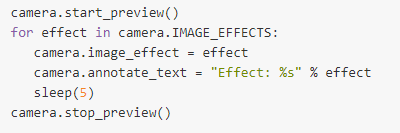 camera.start_preview()
for effect in camera.IMAGE_EFFECTS:
    camera.image_effect = effect
    camera.annotate_text = "Effect: %s" % effect
    sleep(5)
camera.stop_preview()